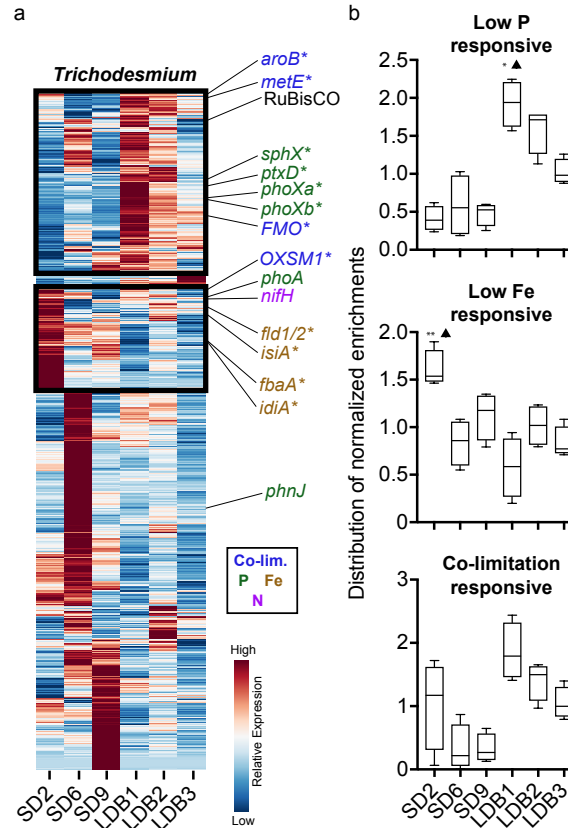 a
Trichodesmium
aroB*
metE*
RuBisCO
sphX*
ptxD*
phoXa*
phoXb*
FMO*
OXSM1*
phoA
nifH
fld1/2*
isiA*
fbaA*
idiA*
phnJ
Co-lim.
P Fe
N
High
Relative Expression
Low
SD2 SD6 SD9 LDB1 LDB2 LDB3
b
Distribution of normalized enrichments
Low P
responsive
2.5
2.0
1.5
1.0
0.5
0.0
* ▲
Low Fe
responsive
2.0
1.5
1.0
0.5
0
** ▲
Co-limitation
responsive
3
2
1
0
SD2 SD6 SD9 LDB1 LDB2 LDB3